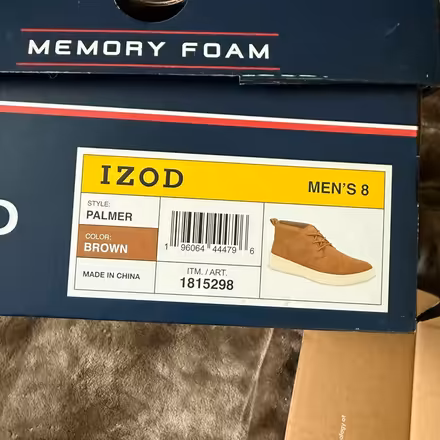 MEMORY FOAM
IZOD
MEN'S 8
STYLE:
PALMER
COLOR:
BROWN
MADE IN CHINA
1 96064 44479 6
ITM. / ART.
1815298
D